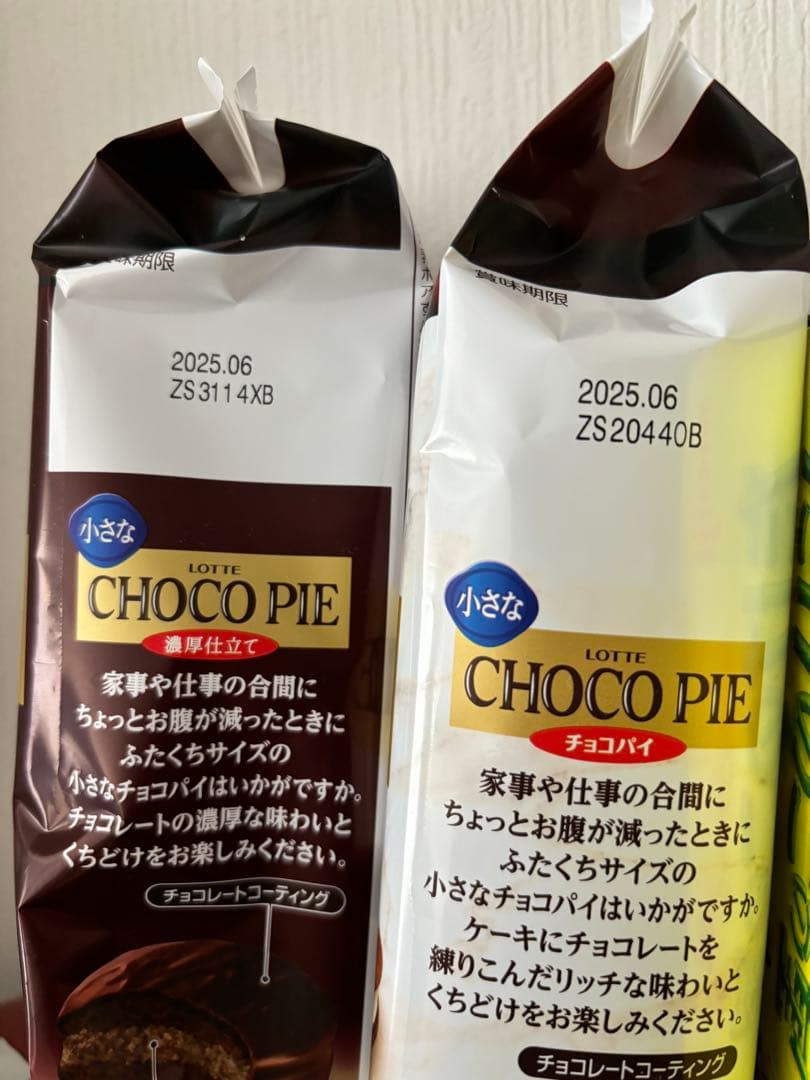 賞味期限
2025.06
ZS3114XB
小さな
LOTTE
CHOCO PIE
濃厚仕立て
家事や仕事の合間に
ちょっとお腹が減ったときに
ふたくちサイズの
小さなチョコパイはいかがですか。
チョコレートの濃厚な味わいと
くちどけをお楽しみください。
チョコレートコーティング
賞味期限
2025.06
ZS20440B
小さな
LOTTE
CHOCO PIE
チョコパイ
家事や仕事の合間に
ちょっとお腹が減ったときに
ふたくちサイズの
小さなチョコパイはいかがですか。
ケーキにチョコレートを
練りこんだリッチな味わいと
くちどけをお楽しみください。
チョコレートコーティング